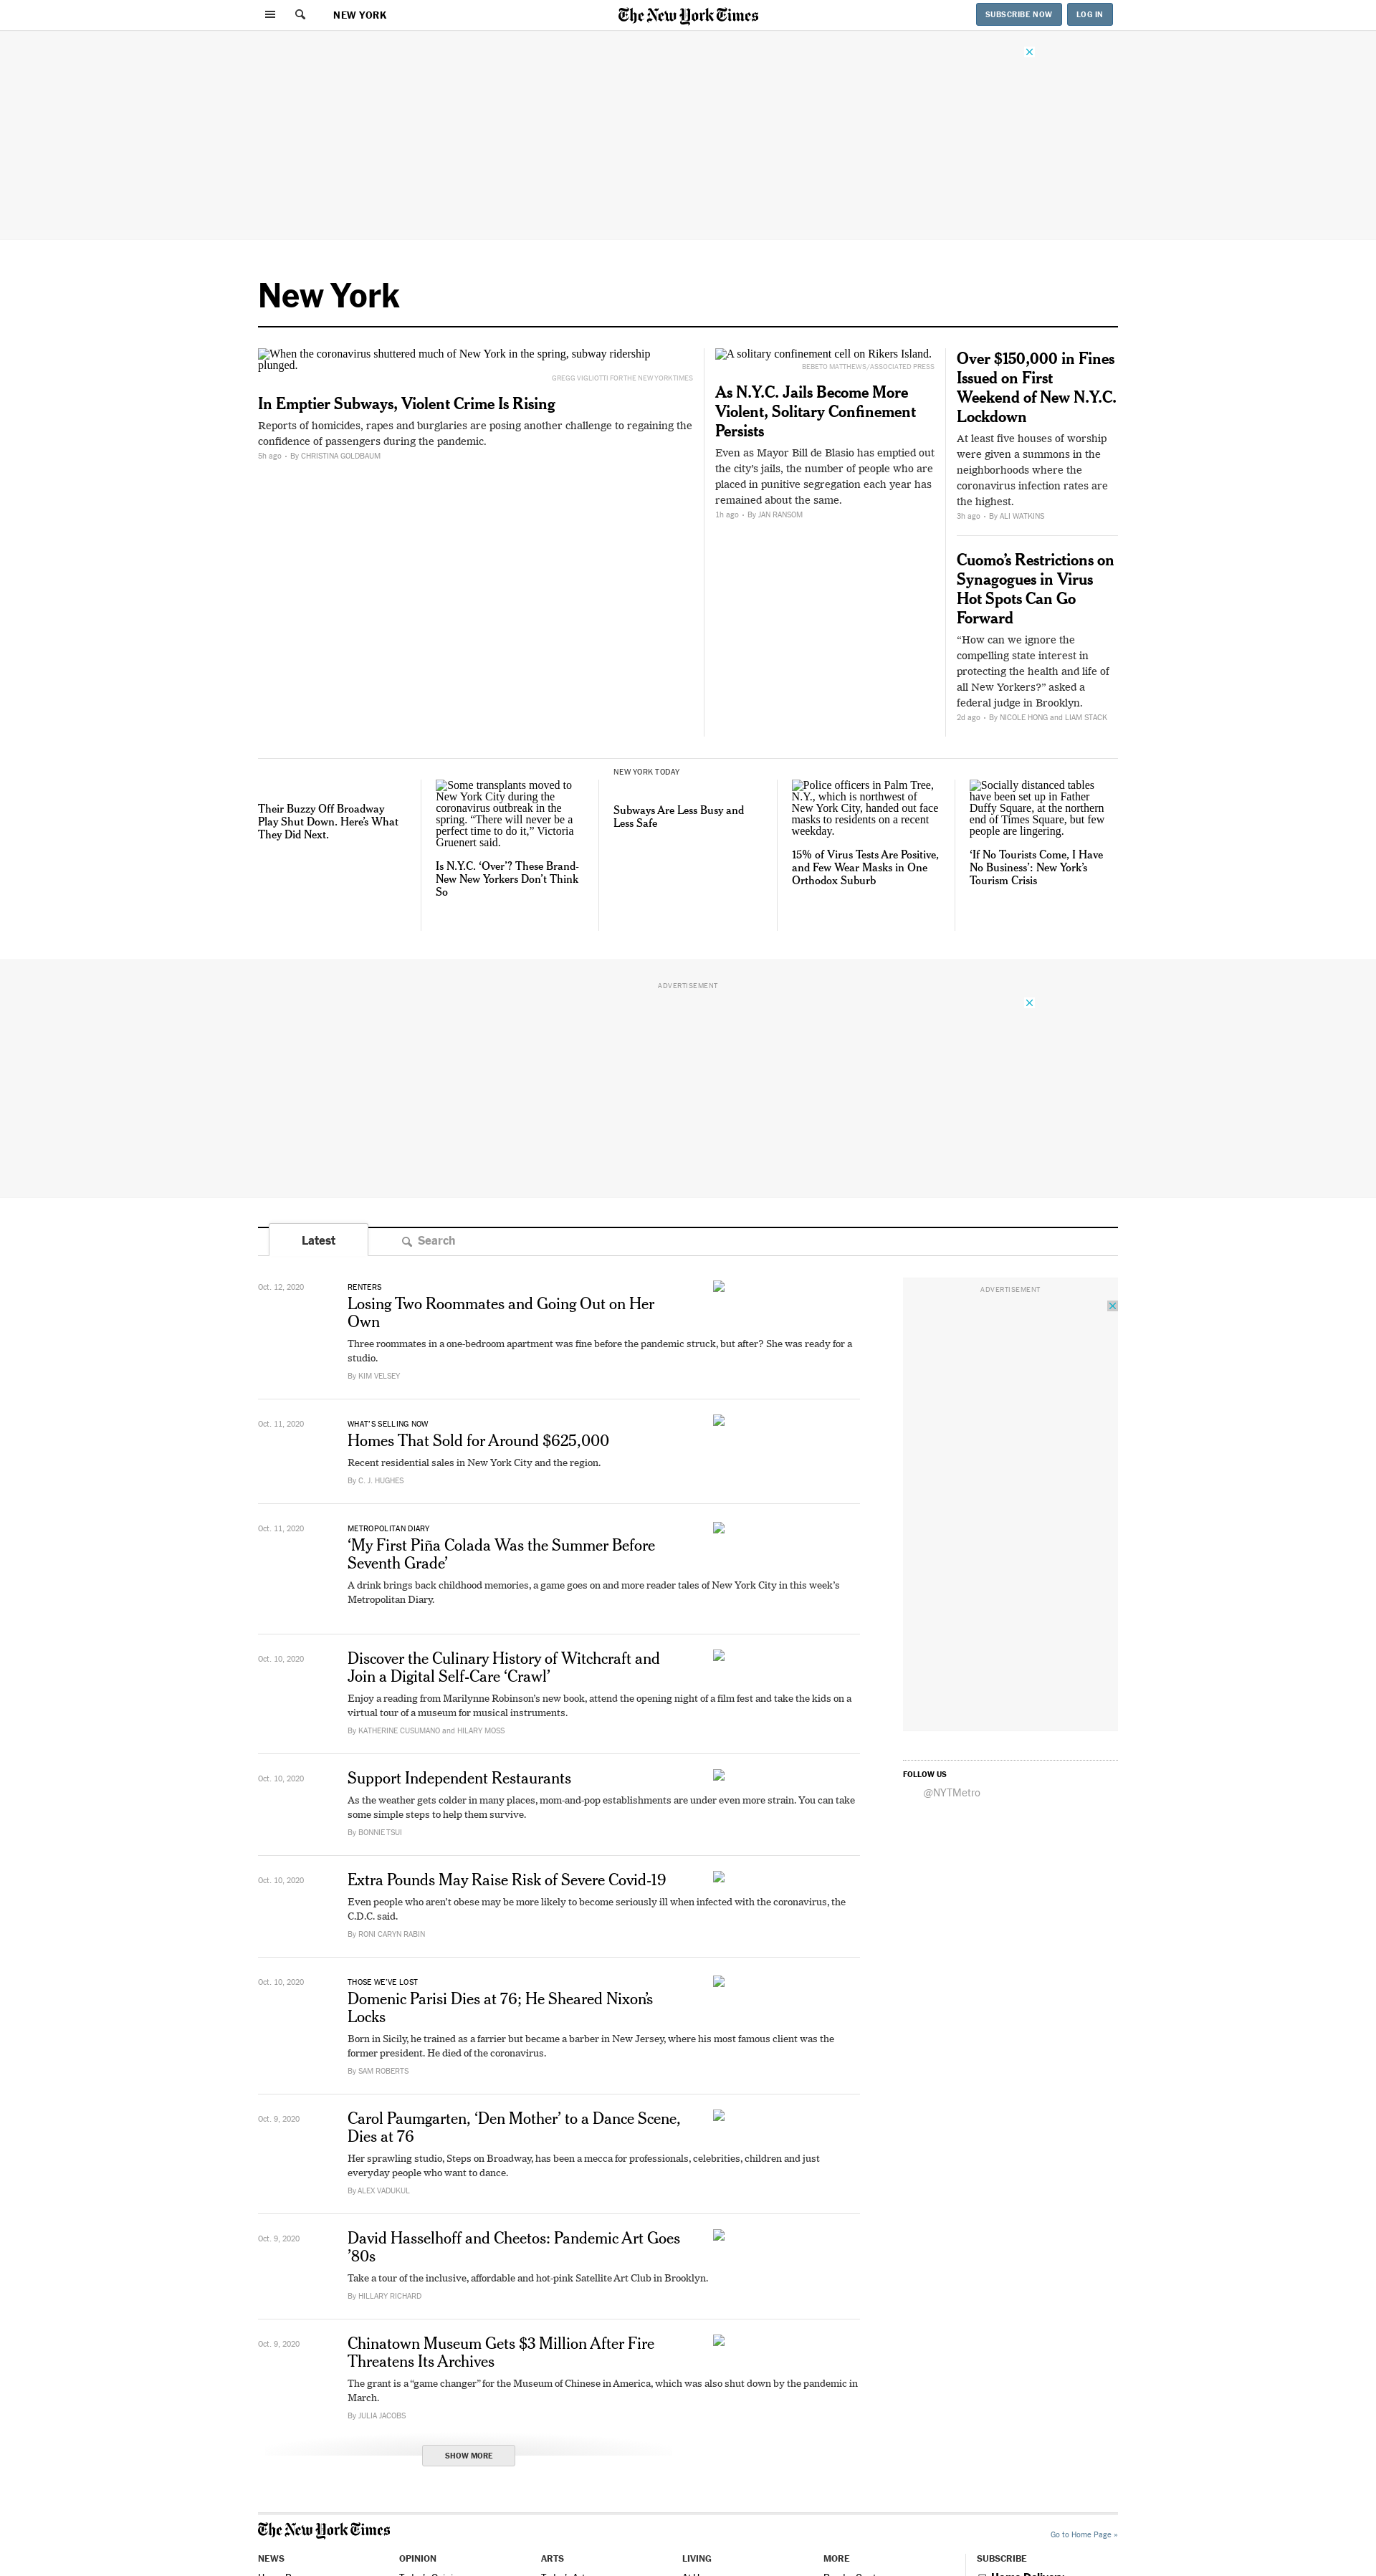 NEW YORK
The New York Times
SUBSCRIBE NOW
LOG IN
New York
When the coronavirus shuttered much of New York in the spring, subway ridership
plunged.
GREGG VIGLIOTTI FOR THE NEW YORK TIMES
In Emptier Subways, Violent Crime Is Rising
Reports of homicides, rapes and burglaries are posing another challenge to regaining the
confidence of passengers during the pandemic.
5h ago • By CHRISTINA GOLDBAUM
A solitary confinement cell on Rikers Island.
BEBETO MATTHEWS/ASSOCIATED PRESS
As N.Y.C. Jails Become More
Violent, Solitary Confinement
Persists
Even as Mayor Bill de Blasio has emptied out
the city’s jails, the number of people who are
placed in punitive segregation each year has
remained about the same.
1h ago • By JAN RANSOM
Over $150,000 in Fines
Issued on First
Weekend of New N.Y.C.
Lockdown
At least five houses of worship
were given a summons in the
neighborhoods where the
coronavirus infection rates are
the highest.
3h ago • By ALI WATKINS
Cuomo’s Restrictions on
Synagogues in Virus
Hot Spots Can Go
Forward
“How can we ignore the
compelling state interest in
protecting the health and life of
all New Yorkers?” asked a
federal judge in Brooklyn.
2d ago • By NICOLE HONG and LIAM STACK
Their Buzzy Off Broadway
Play Shut Down. Here’s What
They Did Next.
Some transplants moved to
New York City during the
coronavirus outbreak in the
spring. “There will never be a
perfect time to do it,” Victoria
Gruenert said.
Is N.Y.C. ‘Over’? These Brand-
New New Yorkers Don’t Think
So
NEW YORK TODAY
Subways Are Less Busy and
Less Safe
Police officers in Palm Tree,
N.Y., which is northwest of
New York City, handed out face
masks to residents on a recent
weekday.
15% of Virus Tests Are Positive,
and Few Wear Masks in One
Orthodox Suburb
Socially distanced tables
have been set up in Father
Duffy Square, at the northern
end of Times Square, but few
people are lingering.
‘If No Tourists Come, I Have
No Business’: New York’s
Tourism Crisis
ADVERTISEMENT
Latest
Search
Oct. 12, 2020
RENTERS
Losing Two Roommates and Going Out on Her
Own
Three roommates in a one-bedroom apartment was fine before the pandemic struck, but after? She was ready for a
studio.
By KIM VELSEY
ADVERTISEMENT
Oct. 11, 2020
WHAT’S SELLING NOW
Homes That Sold for Around $625,000
Recent residential sales in New York City and the region.
By C. J. HUGHES
Oct. 11, 2020
METROPOLITAN DIARY
‘My First Piña Colada Was the Summer Before
Seventh Grade’
A drink brings back childhood memories, a game goes on and more reader tales of New York City in this week’s
Metropolitan Diary.
Oct. 10, 2020
Discover the Culinary History of Witchcraft and
Join a Digital Self-Care ‘Crawl’
Enjoy a reading from Marilynne Robinson’s new book, attend the opening night of a film fest and take the kids on a
virtual tour of a museum for musical instruments.
By KATHERINE CUSUMANO and HILARY MOSS
Oct. 10, 2020
Support Independent Restaurants
As the weather gets colder in many places, mom-and-pop establishments are under even more strain. You can take
some simple steps to help them survive.
By BONNIE TSUI
FOLLOW US
@NYTMetro
Oct. 10, 2020
Extra Pounds May Raise Risk of Severe Covid-19
Even people who aren’t obese may be more likely to become seriously ill when infected with the coronavirus, the
C.D.C. said.
By RONI CARYN RABIN
Oct. 10, 2020
THOSE WE’VE LOST
Domenic Parisi Dies at 76; He Sheared Nixon’s
Locks
Born in Sicily, he trained as a farrier but became a barber in New Jersey, where his most famous client was the
former president. He died of the coronavirus.
By SAM ROBERTS
Oct. 9, 2020
Carol Paumgarten, ‘Den Mother’ to a Dance Scene,
Dies at 76
Her sprawling studio, Steps on Broadway, has been a mecca for professionals, celebrities, children and just
everyday people who want to dance.
By ALEX VADUKUL
Oct. 9, 2020
David Hasselhoff and Cheetos: Pandemic Art Goes
’80s
Take a tour of the inclusive, affordable and hot-pink Satellite Art Club in Brooklyn.
By HILLARY RICHARD
Oct. 9, 2020
Chinatown Museum Gets $3 Million After Fire
Threatens Its Archives
The grant is a “game changer” for the Museum of Chinese in America, which was also shut down by the pandemic in
March.
By JULIA JACOBS
SHOW MORE
The New York Times
Go to Home Page »
NEWS
OPINION
ARTS
LIVING
MORE
SUBSCRIBE